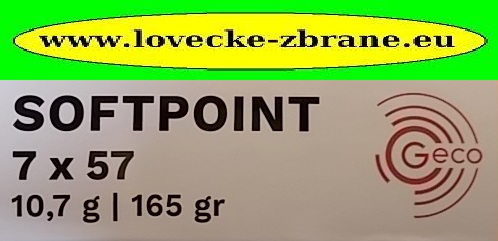 www.lovecke-zbrane.eu
SOFTPOINT
7 x 57
10,7 g | 165 gr
Geco